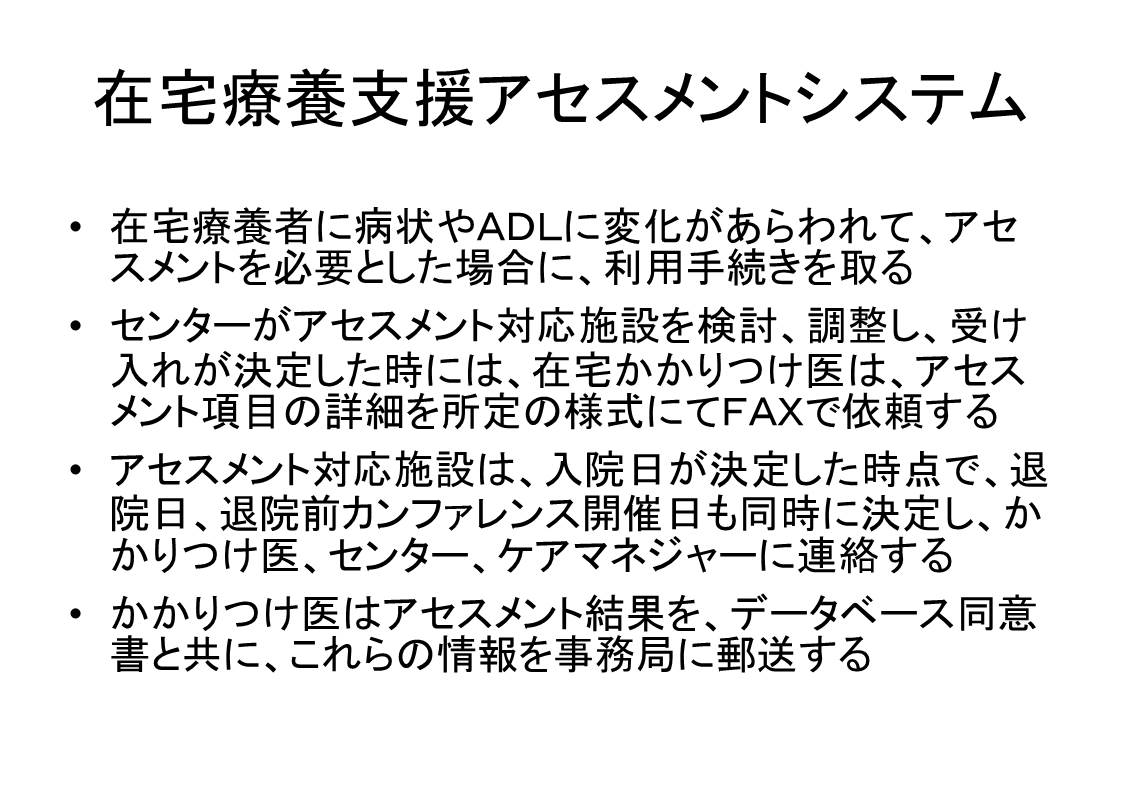 在宅療養支援アセスメントシステム
• 在宅療養者に病状やADLに変化があらわれて、アセ
スメントを必要とした場合に、利用手続きを取る
• センターがアセスメント対応施設を検討、調整し、受け
入れが決定した時には、在宅かかりつけ医は、アセス
メント項目の詳細を所定の様式にてFAXで依頼する
• アセスメント対応施設は、入院日が決定した時点で、退
院日、退院前カンファレンス開催日も同時に決定し、か
かりつけ医、センター、ケアマネジャーに連絡する
• かかりつけ医はアセスメント結果を、データベース同意
書と共に、これらの情報を事務局に郵送する